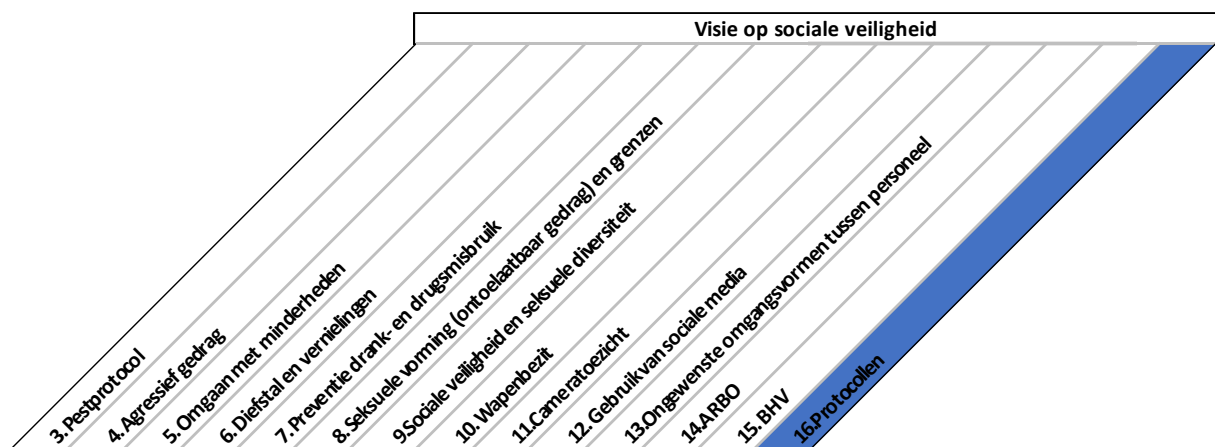 Visie op sociale veiligheid
3.Pestprotocol
4. Agressief gedrag
5. Omgaan met minderheden
6. Diefstal en vernielingen
7. Preventie drank- en drugsmisbruik
8. Seksuele vorming (ontoelaatbaar gedrag) en grenzen
9Sociale veiligheid en seksuele diversiteit
10. Wapenbezit
11.Cameratoezicht
12. Gebruik van sociale media
13.Ongewenste omgangsvormen tussen personeel
14.ARBO
15. BHV
16.Protocollen